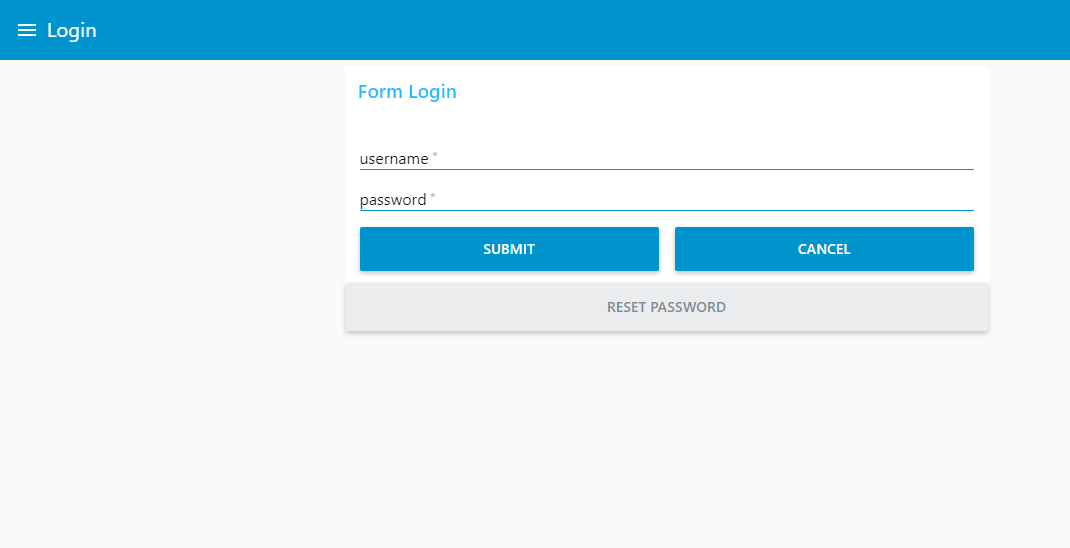 Login
Form Login
username *
password *
SUBMIT CANCEL
RESET PASSWORD